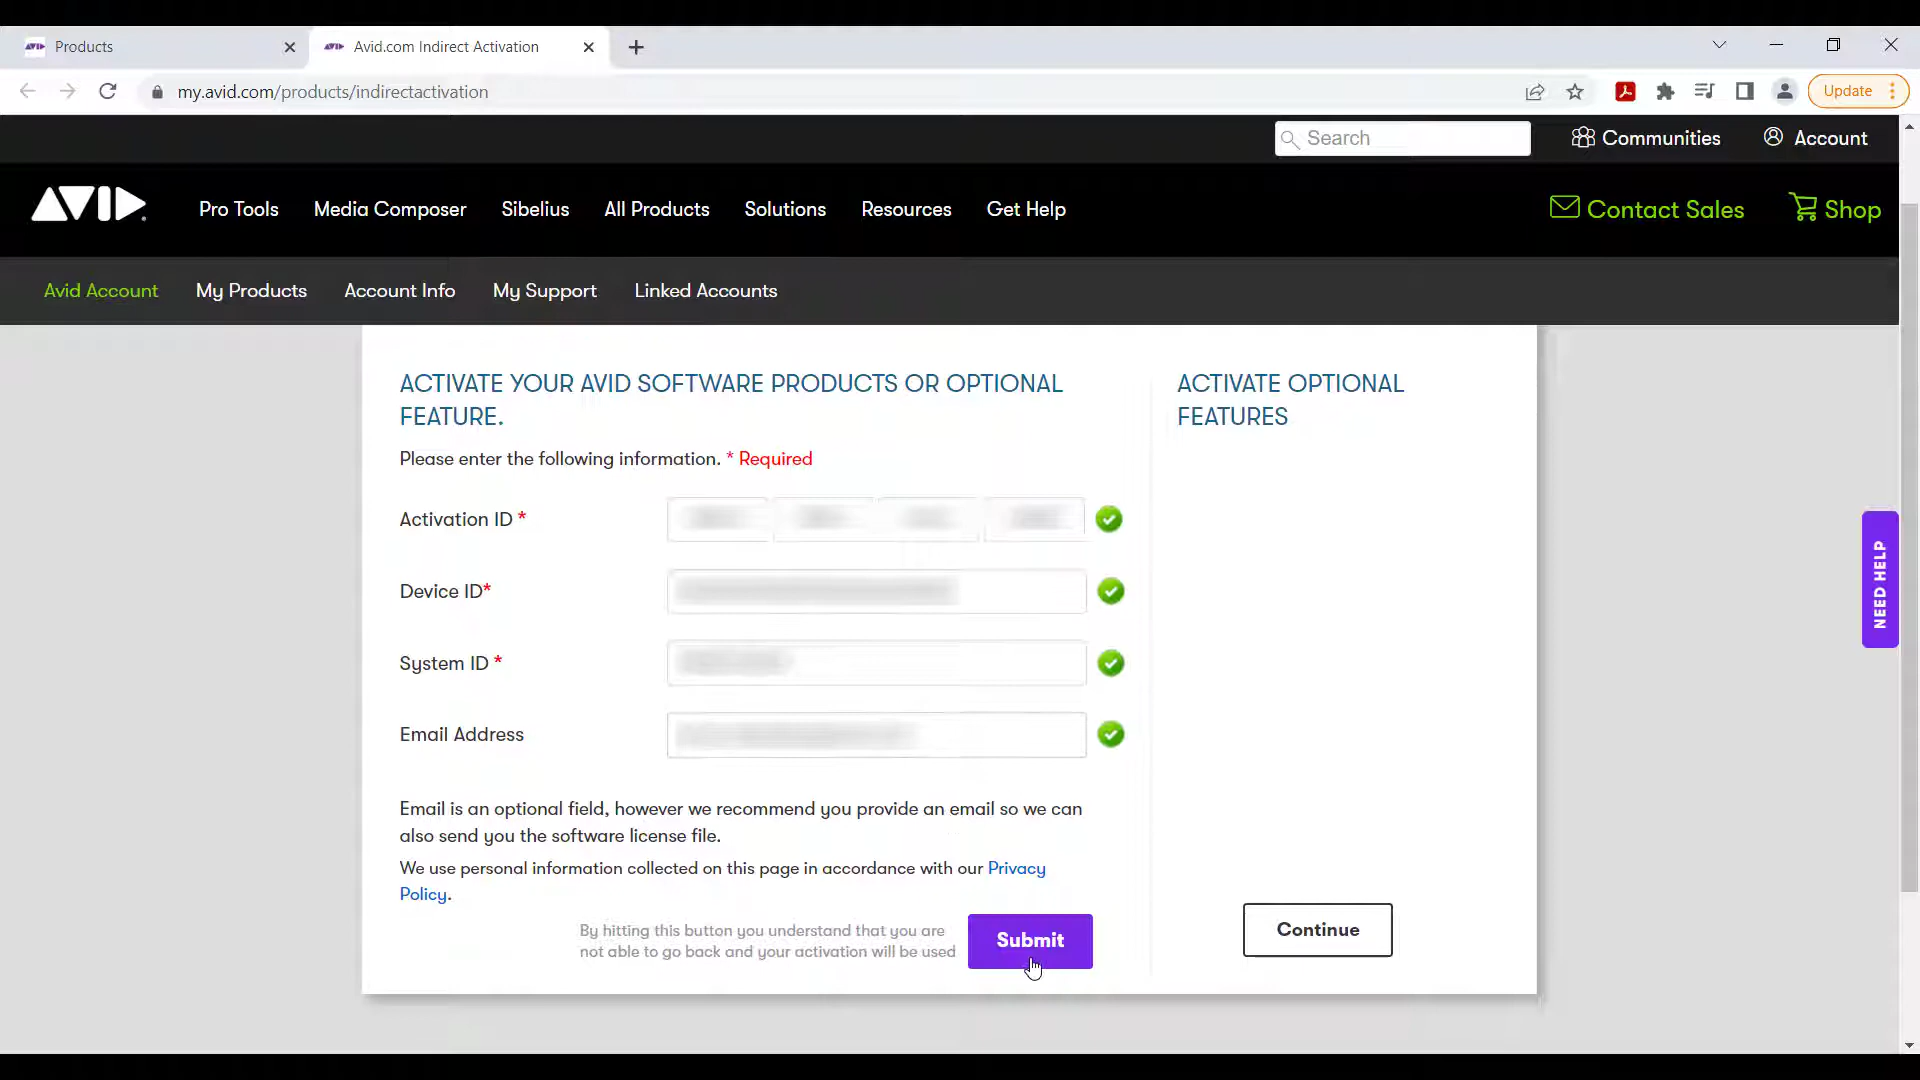 Products
Avid.com Indirect Activation
my.avid.com/products/indirectactivation
Update
Search
Communities
Account
AVID
Pro Tools
Media Composer
Sibelius
All Products
Solutions
Resources
Get Help
Contact Sales
Shop
Avid Account
My Products
Account Info
My Support
Linked Accounts
ACTIVATE YOUR AVID SOFTWARE PRODUCTS OR OPTIONAL
FEATURE.
Please enter the following information. * Required
Activation ID *
Device ID*
System ID *
Email Address
Email is an optional field, however we recommend you provide an email so we can
also send you the software license file.
We use personal information collected on this page in accordance with our Privacy
Policy.
By hitting this button you understand that you are
not able to go back and your activation will be used
Submit
ACTIVATE OPTIONAL
FEATURES
Continue
NEED HELP